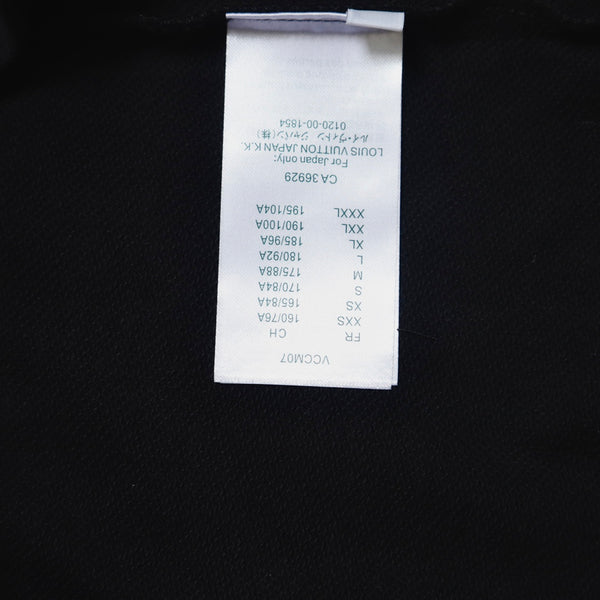 VCCM07
FR CH
XXS 160/76A
XS 165/84A
S 170/84A
M 175/88A
L 180/92A
XL 185/96A
XXL 190/100A
XXXL 195/104A
CA 36929
For Japan only:
LOUIS VUITTON JAPAN K.K.
ルイ・ヴィトン ジャパン(株)
0120-00-1854